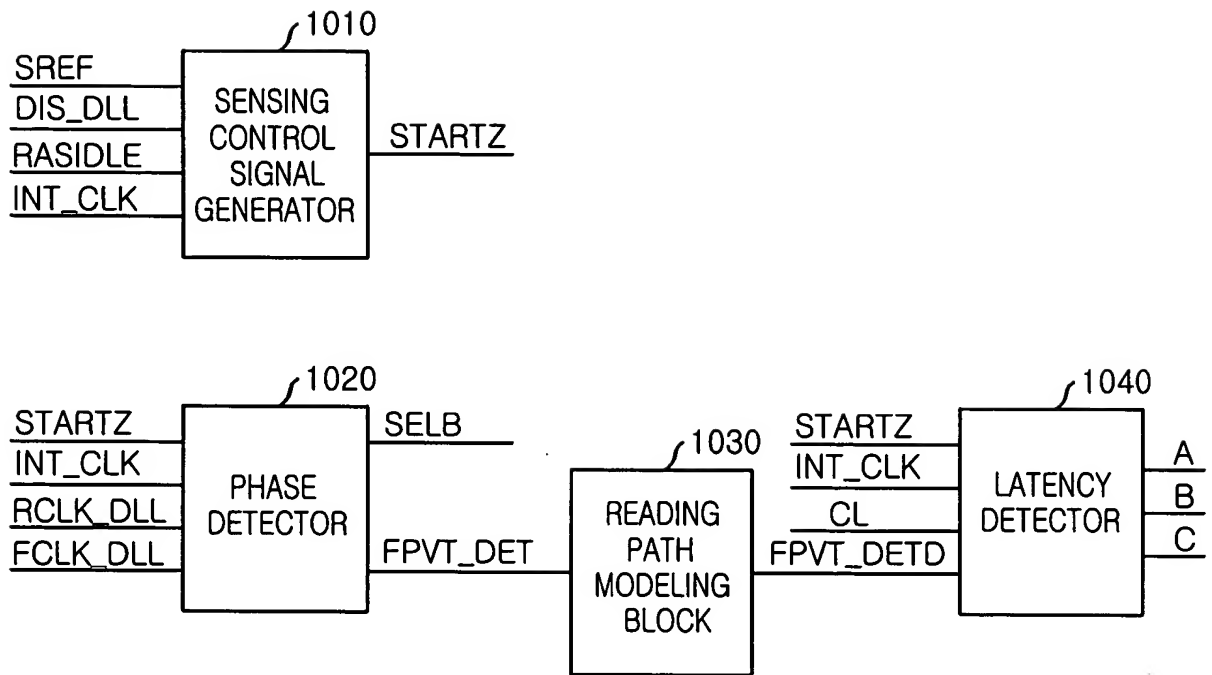 1010
SREF
DIS_DLL
RASIDLE
INT_CLK
SENSING
CONTROL
SIGNAL
GENERATOR
STARTZ
1020
STARTZ
INT_CLK
RCLK_DLL
FCLK_DLL
PHASE
DETECTOR
SELB
FPVT_DET
1030
READING
PATH
MODELING
BLOCK
1040
STARTZ
INT_CLK
CL
FPVT_DETD
LATENCY
DETECTOR
A
B
C